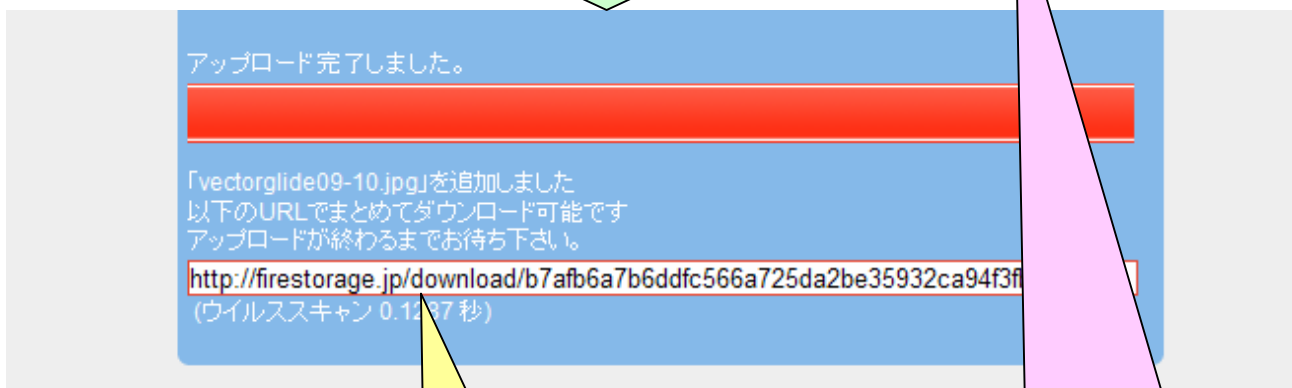 アップロード完了しました。
「vectorglide09-10.jpg」を追加しました
以下のURLでまとめてダウンロード可能です
アップロードが終わるまでお待ち下さい。
http://firestorage.jp/download/b7afb6a7b6ddfc566a725da2be35932ca94f3f
(ウイルススキャン 0.1287 秒)